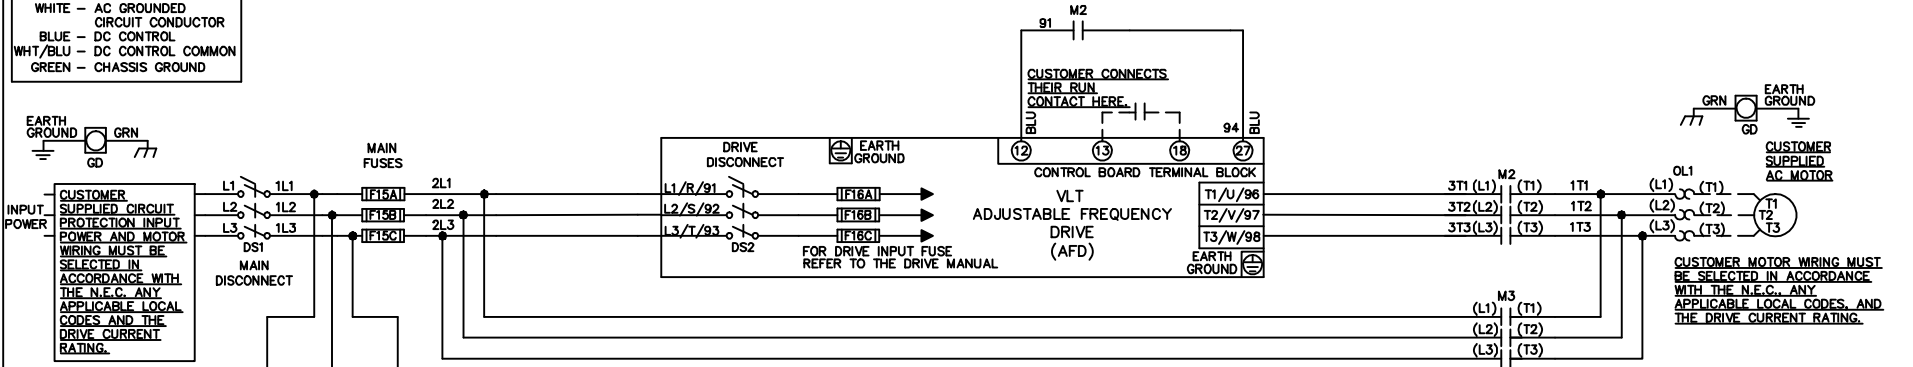 WHITE – AC GROUNDED
CIRCUIT CONDUCTOR
BLUE – DC CONTROL
WHT/BLU – DC CONTROL COMMON
GREEN – CHASSIS GROUND
EARTH
GROUND
GRN
GD
INPUT
POWER
CUSTOMER
SUPPLIED CIRCUIT
PROTECTION INPUT
POWER AND MOTOR
WIRING MUST BE
SELECTED IN
ACCORDANCE WITH
THE N.E.C. ANY
APPLICABLE LOCAL
CODES AND THE
DRIVE CURRENT
RATING.
L1
L2
L3
1L1
1L2
1L3
DS1
MAIN
DISCONNECT
MAIN
FUSES
F15A
F15B
F15C
2L1
2L2
2L3
L1/R/91
L2/S/92
L3/T/93
DRIVE
DISCONNECT
DS2
EARTH
GROUND
F16A
F16B
F16C
FOR DRIVE INPUT FUSE
REFER TO THE DRIVE MANUAL
91
M2
CUSTOMER CONNECTS
THEIR RUN
CONTACT HERE.
BLU
94
BLU
12
13
18
27
CONTROL BOARD TERMINAL BLOCK
VLT
ADJUSTABLE FREQUENCY
DRIVE
(AFD)
T1/U/96
T2/V/97
T3/W/98
EARTH
GROUND
M2
3T1 (L1)
(T1)
1T1
3T2(L2)
(T2)
1T2
3T3(L3)
(T3)
1T3
M3
(L1)
(T1)
(L2)
(T2)
(L3)
(T3)
OL1
(L1)
(T1)
(L2)
(T2)
(L3)
(T3)
T1
T2
T3
GRN
EARTH
GROUND
GD
CUSTOMER
SUPPLIED
AC MOTOR
CUSTOMER MOTOR WIRING MUST
BE SELECTED IN ACCORDANCE
WITH THE N.E.C., ANY
APPLICABLE LOCAL CODES, AND
THE DRIVE CURRENT RATING.